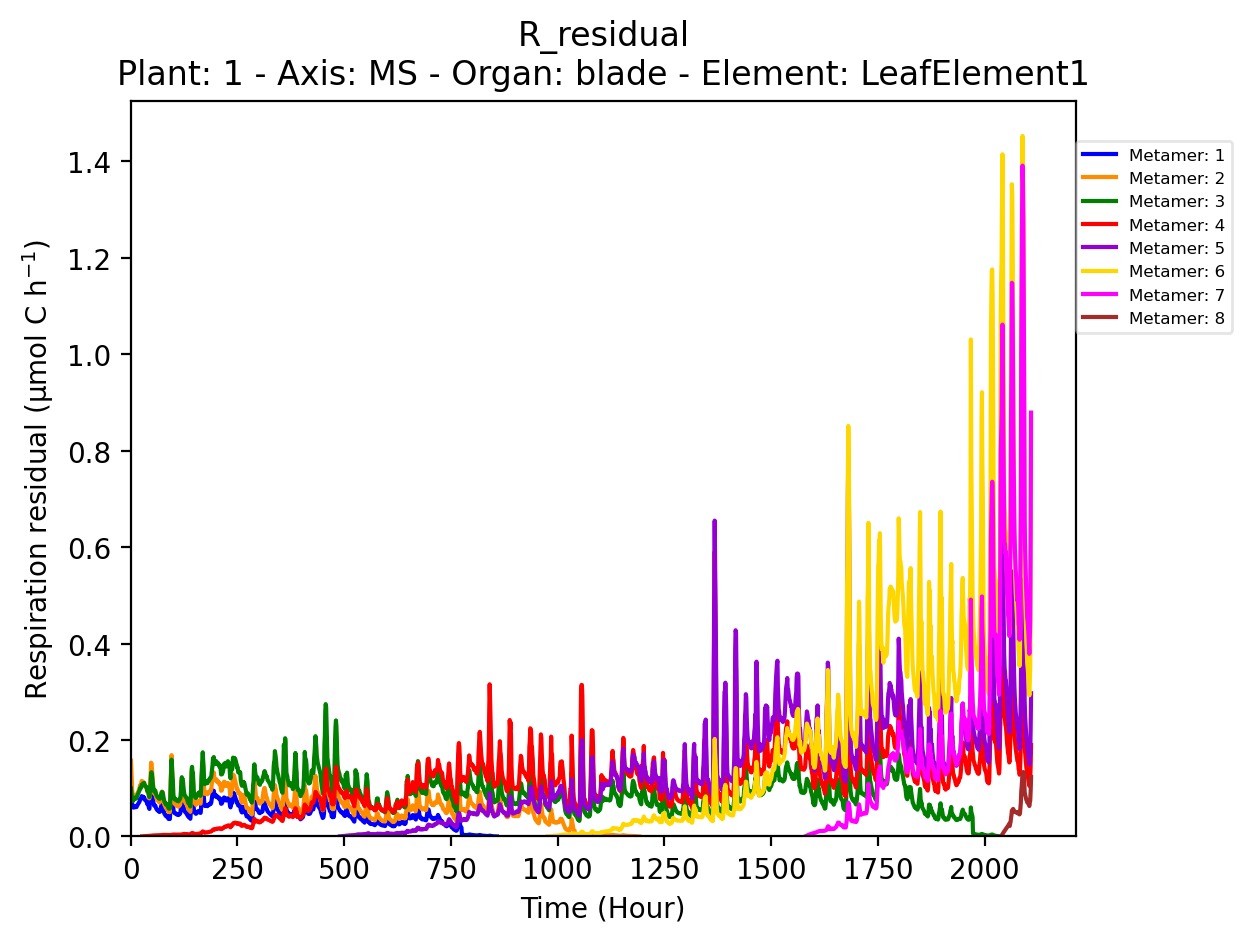 R_residual
Plant: 1 - Axis: MS - Organ: blade - Element: LeafElement1
Respiration residual (µmol C h⁻¹)
1.4
1.2
1.0
0.8
0.6
0.4
0.2
0.0
0 250 500 750 1000 1250 1500 1750 2000
Time (Hour)
Metamer: 1
Metamer: 2
Metamer: 3
Metamer: 4
Metamer: 5
Metamer: 6
Metamer: 7
Metamer: 8